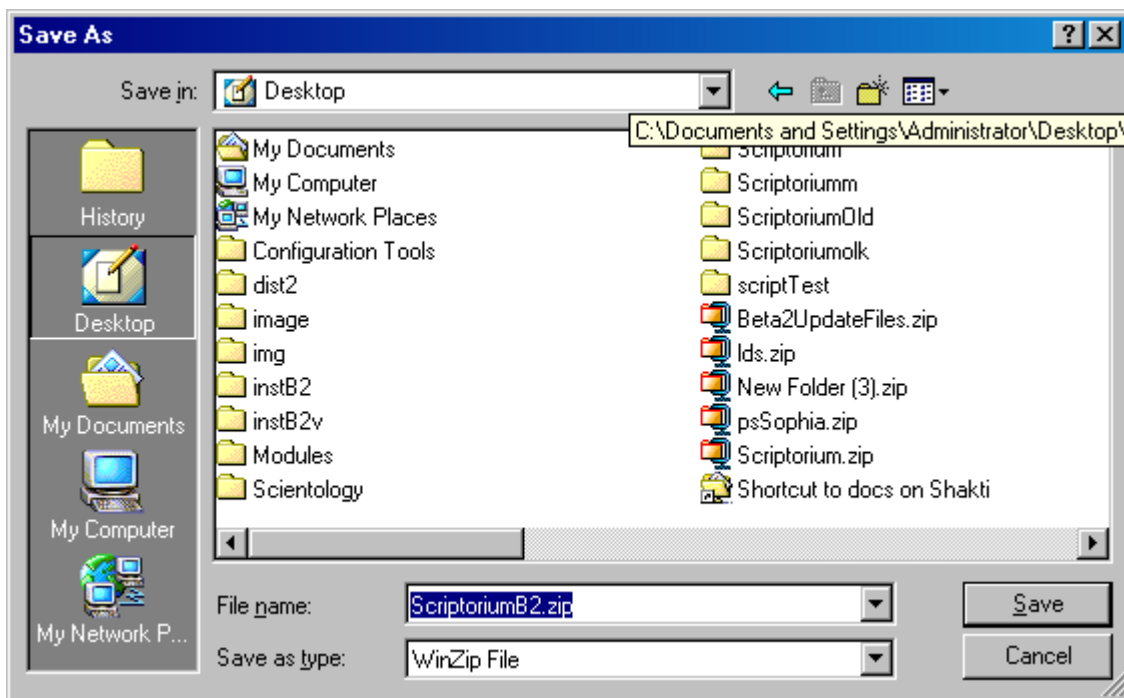 Save As
Save in: Desktop
C:\Documents and Settings\Administrator\Desktop\
History
Desktop
My Documents
My Computer
My Network P...
My Documents
My Computer
My Network Places
Configuration Tools
dist2
image
img
instB2
instB2v
Modules
Scientology
Scriptorium
Scriptoriumm
ScriptoriumOld
Scriptoriumolk
scriptTest
Beta2UpdateFiles.zip
lds.zip
New Folder (3).zip
psSophia.zip
Scriptorium.zip
Shortcut to docs on Shakti
File name: ScriptoriumB2.zip
Save
Save as type: WinZip File
Cancel